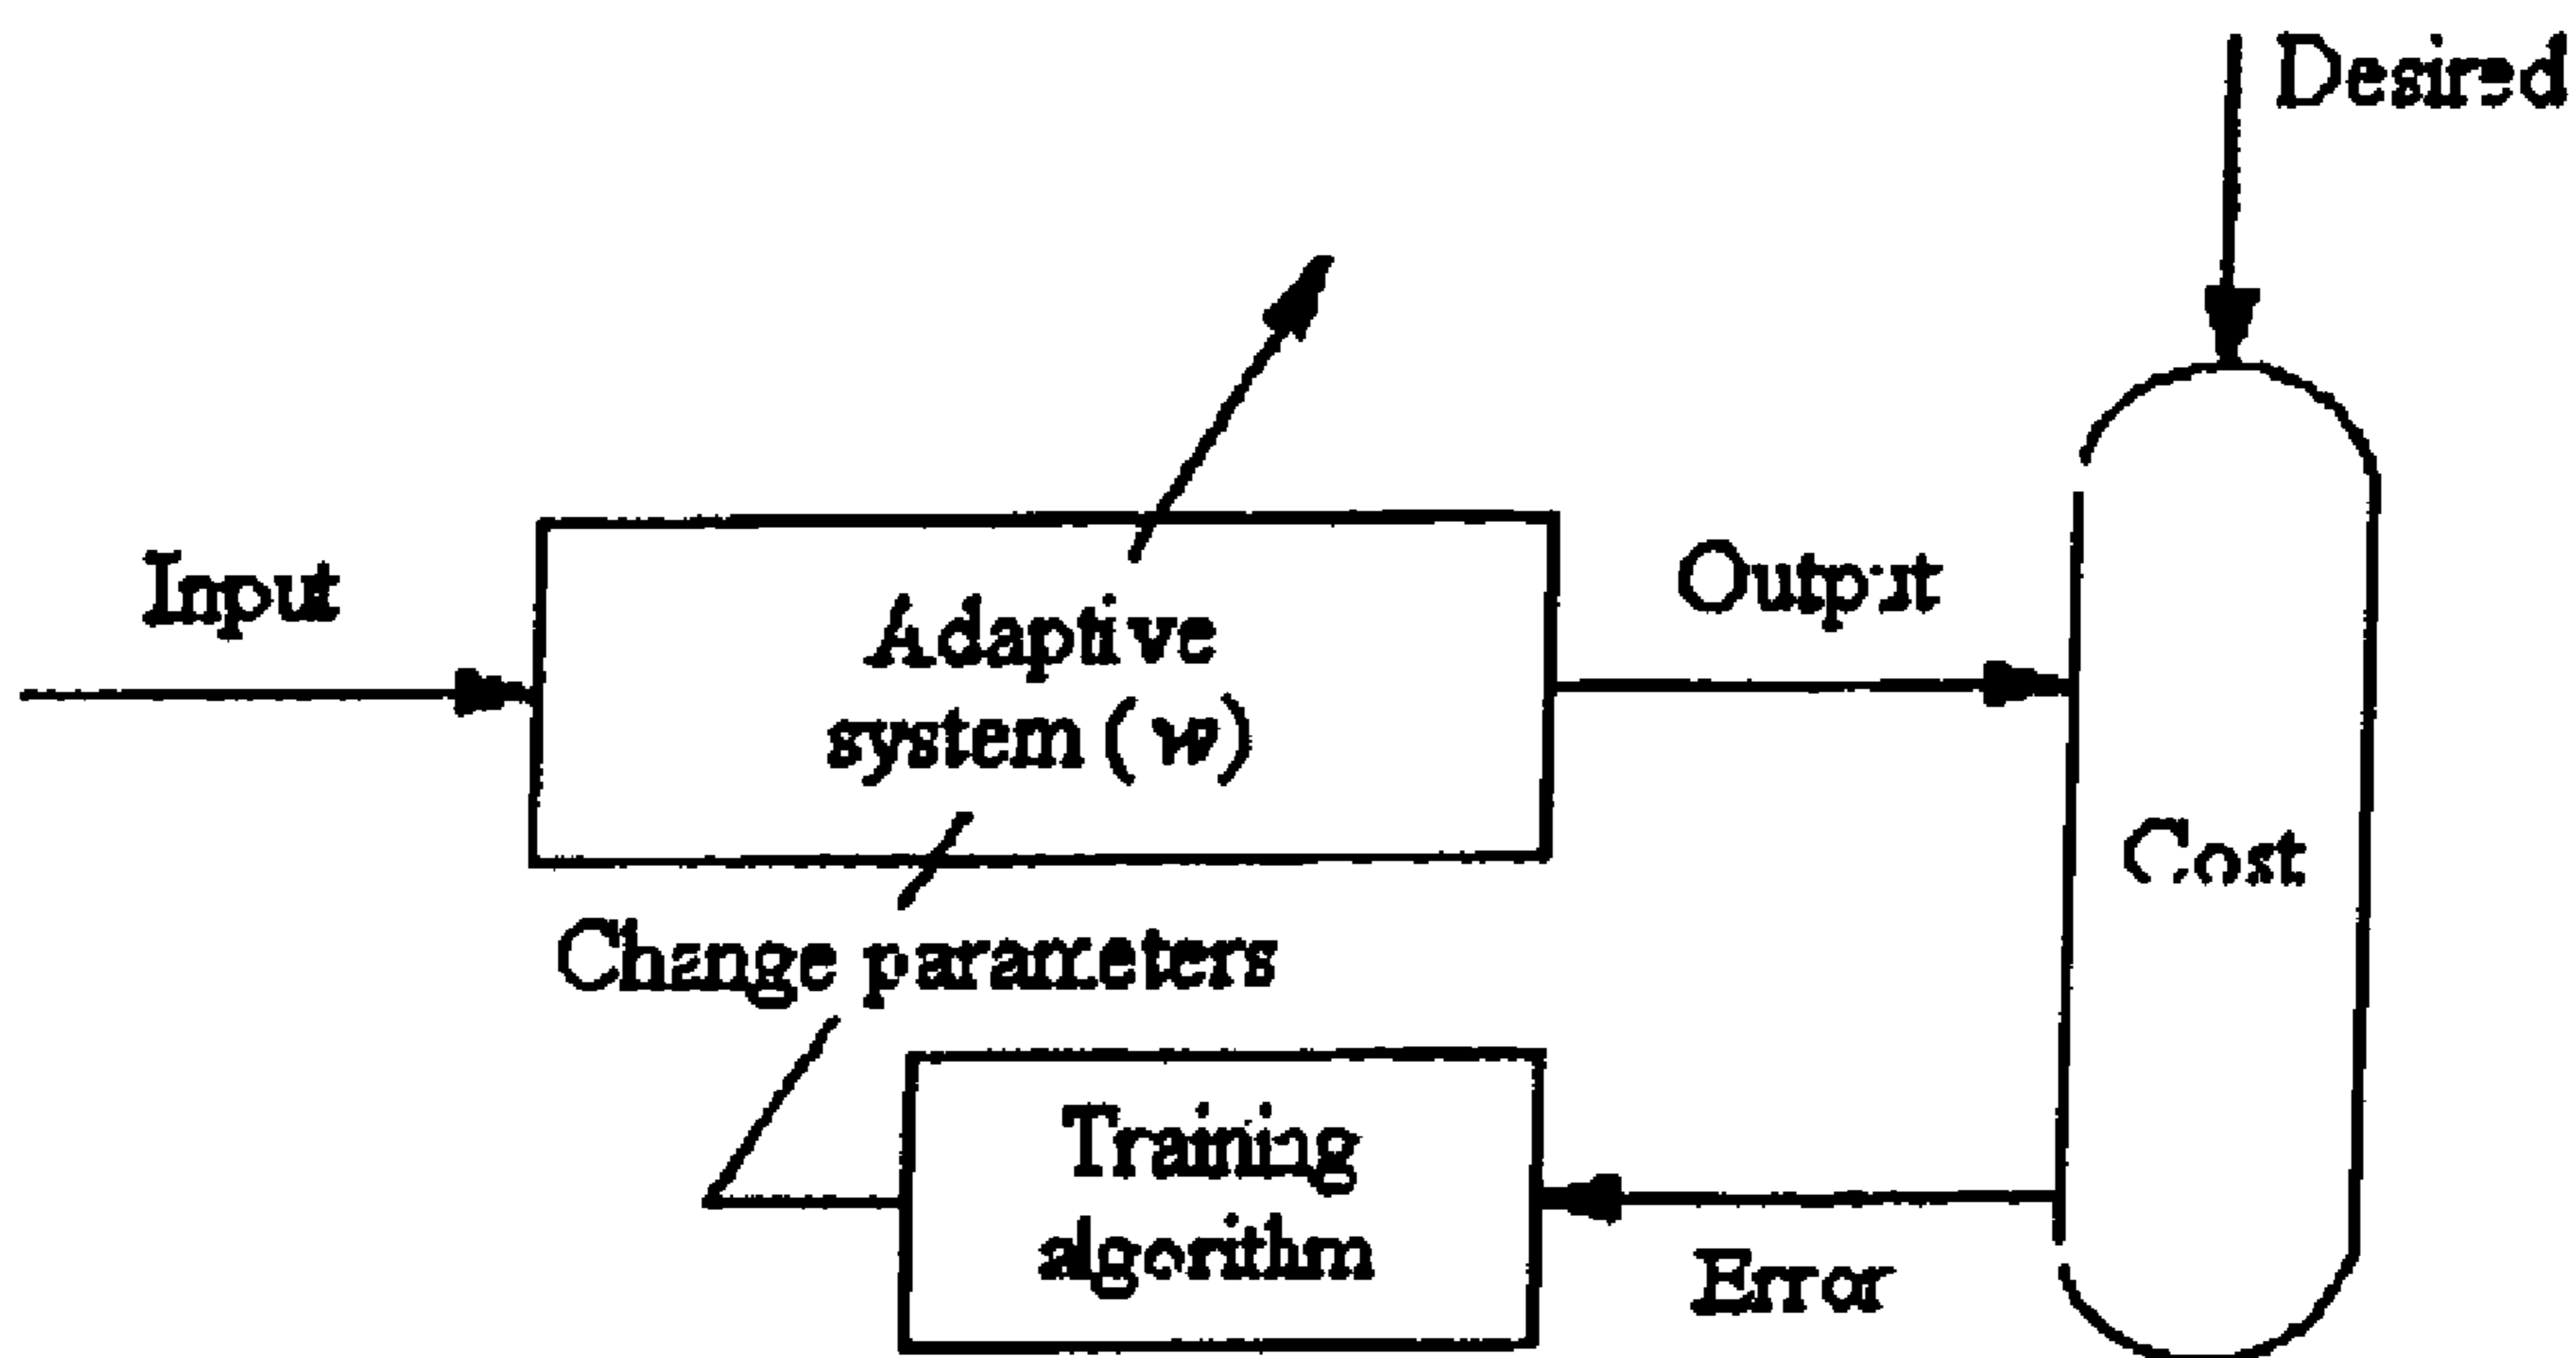 Desired
Input
Adaptive
system (w)
Output
Cost
Change parameters
Training
algorithm
Error